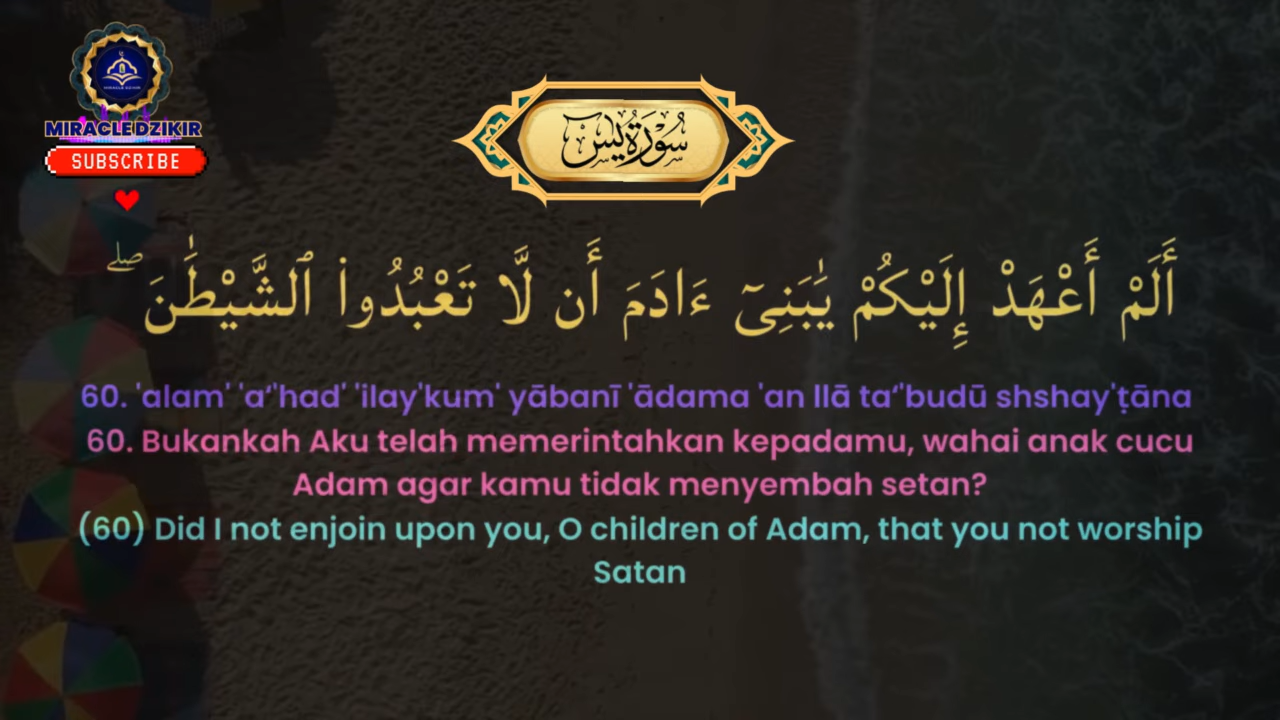 MIRACLE DZIKIR
SUBSCRIBE
سُورَةُ يسٓ
أَلَمْ أَعْهَدْ إِلَيْكُمْ يَٰبَنِىٓ ءَادَمَ أَن لَّا تَعْبُدُوا۟ ٱلشَّيْطَٰنَ ۖ
60. 'alam' 'a‘'had' 'ilay'kum' yābanī 'ādama 'an llā ta‘'budū shshay'ṭāna
60. Bukankah Aku telah memerintahkan kepadamu, wahai anak cucu
Adam agar kamu tidak menyembah setan?
(60) Did I not enjoin upon you, O children of Adam, that you not worship
Satan